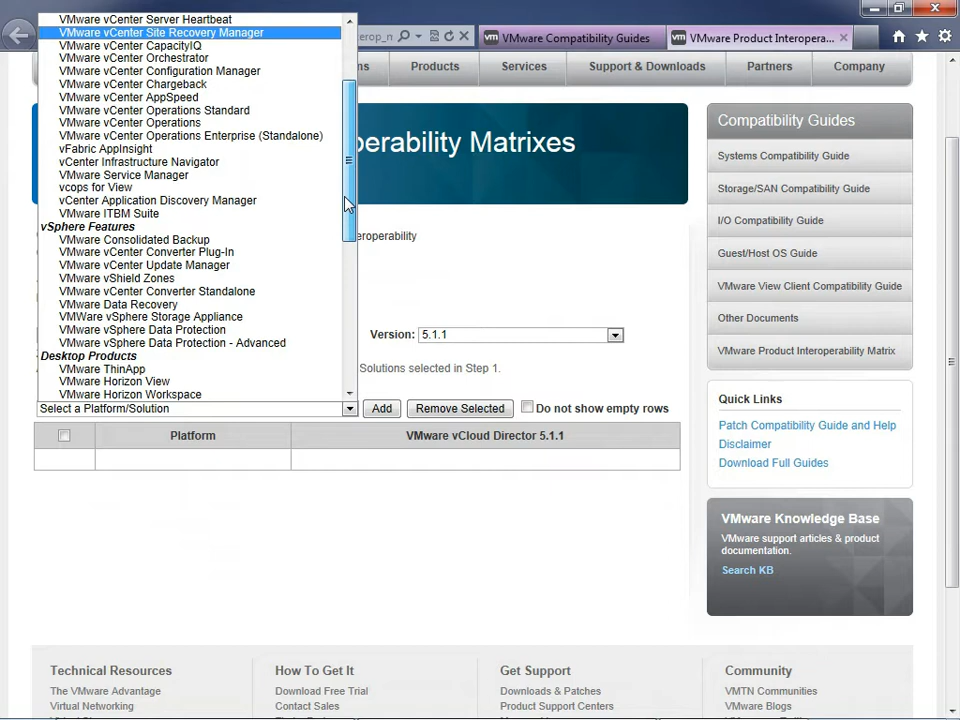 VMware vCenter Server Heartbeat
VMware vCenter Site Recovery Manager
VMware vCenter CapacityIQ
VMware vCenter Orchestrator
VMware vCenter Configuration Manager
VMware vCenter Chargeback
VMware vCenter AppSpeed
VMware vCenter Operations Standard
VMware vCenter Operations
VMware vCenter Operations Enterprise (Standalone)
vFabric AppInsight
vCenter Infrastructure Navigator
VMware Service Manager
vcops for View
vCenter Application Discovery Manager
VMware ITBM Suite
vSphere Features
VMware Consolidated Backup
VMware vCenter Converter Plug-In
VMware vCenter Update Manager
VMware vShield Zones
VMware vCenter Converter Standalone
VMware Data Recovery
VMWare vSphere Storage Appliance
VMware vSphere Data Protection
VMware vSphere Data Protection - Advanced
Desktop Products
VMware ThinApp
VMware Horizon View
VMware Horizon Workspace
Select a Platform/Solution
erop_n
vm VMware Compatibility Guides
vm VMware Product Interopera...
Products
Services
Support & Downloads
Partners
Company
erability Matrixes
eroperability
Version: 5.1.1
Solutions selected in Step 1.
Add
Remove Selected
Do not show empty rows
Platform
VMware vCloud Director 5.1.1
Compatibility Guides
Systems Compatibility Guide
Storage/SAN Compatibility Guide
I/O Compatibility Guide
Guest/Host OS Guide
VMware View Client Compatibility Guide
Other Documents
VMware Product Interoperability Matrix
Quick Links
Patch Compatibility Guide and Help
Disclaimer
Download Full Guides
VMware Knowledge Base
VMware support articles & product
documentation.
Search KB
Technical Resources
The VMware Advantage
Virtual Networking
How To Get It
Download Free Trial
Contact Sales
Get Support
Downloads & Patches
Product Support Centers
Community
VMTN Communities
VMware Blogs